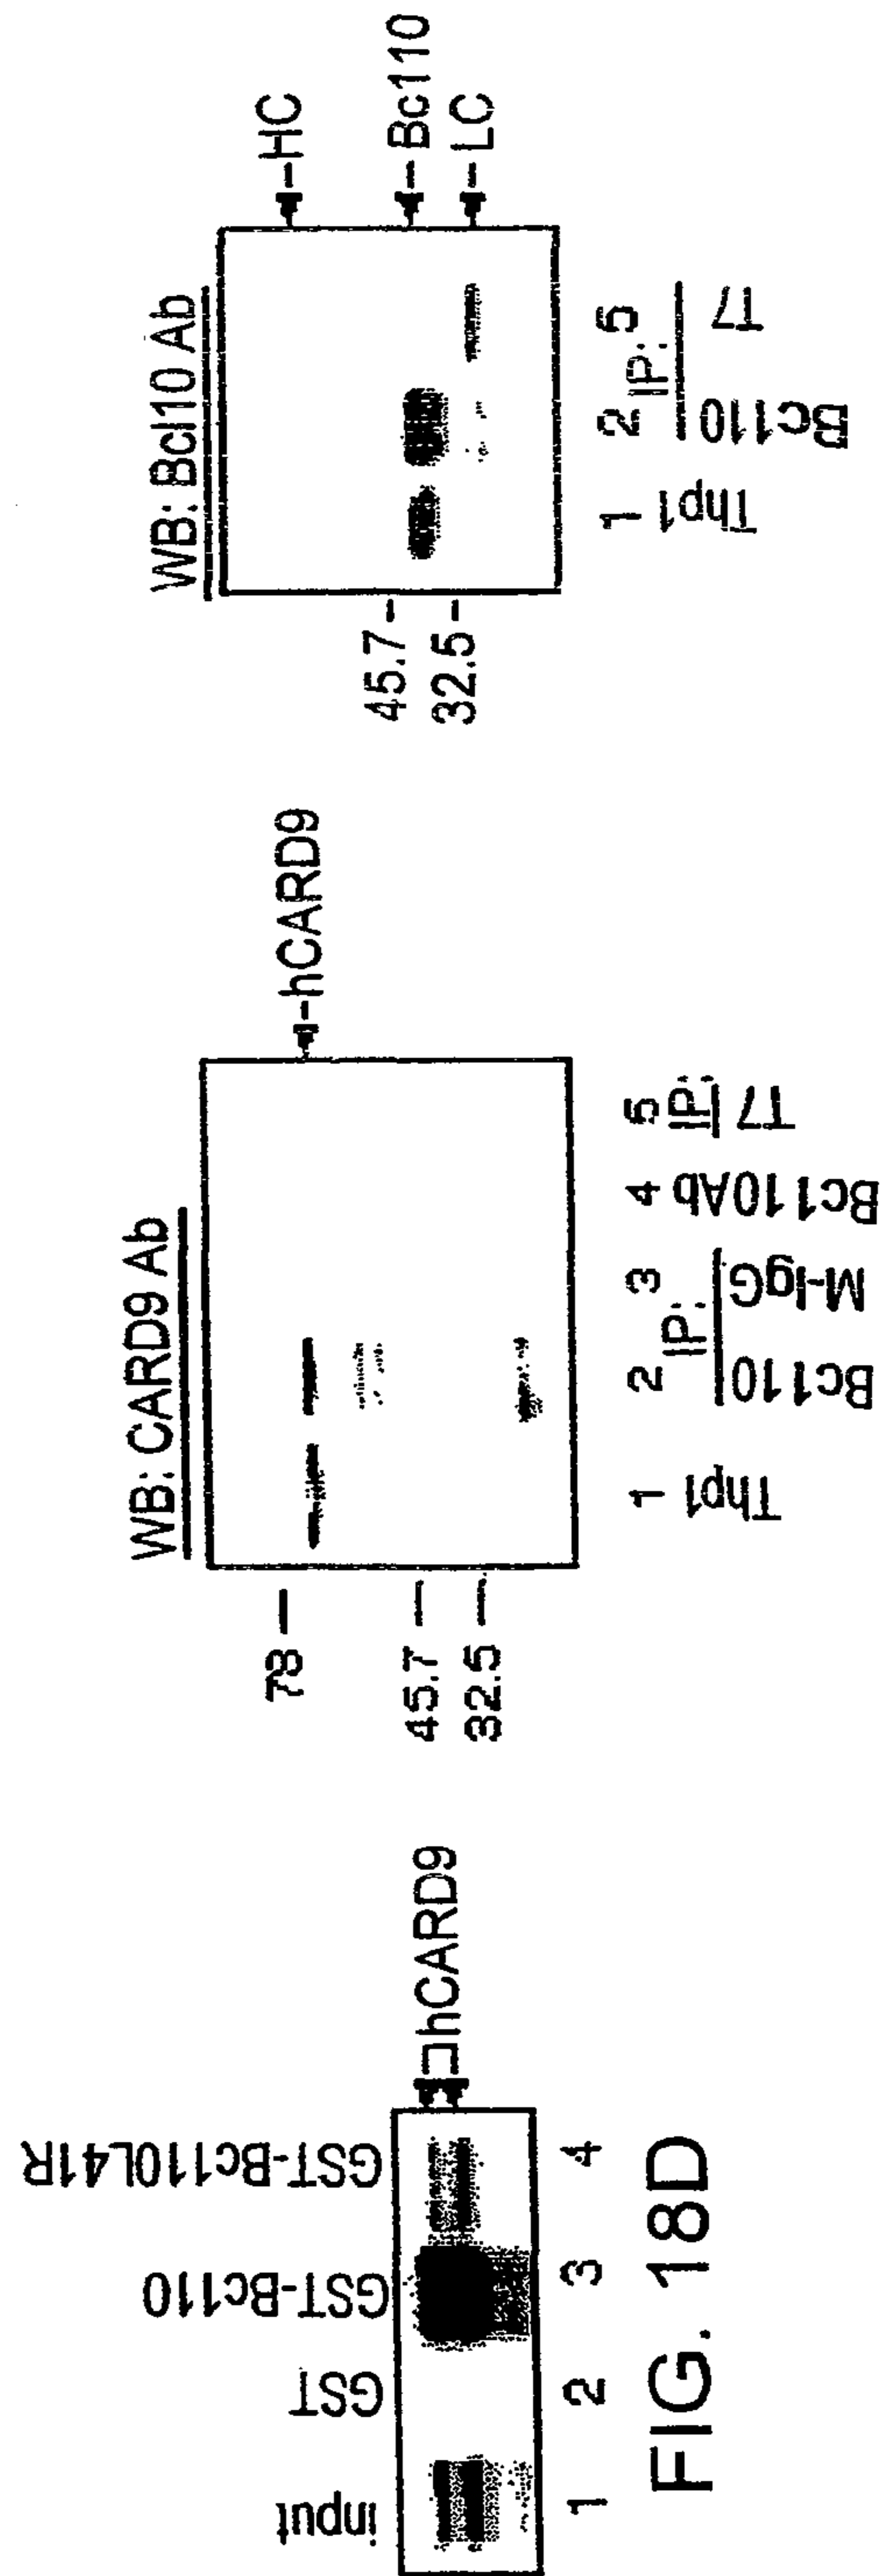 input
GST
GST-Bc110
GST-Bc110L41R
hCARD9
1 2 3 4
FIG. 18D
WB: CARD9 Ab
78
45.7
32.5
hCARD9
1 2 3 4 5
IP: IP:
Thp1 Bc110 M-IgG Bc110Ab T7
WB: Bcl10 Ab
45.7
32.5
HC
Bc110
LC
1 2 5
IP:
Thp1 Bc110 T7